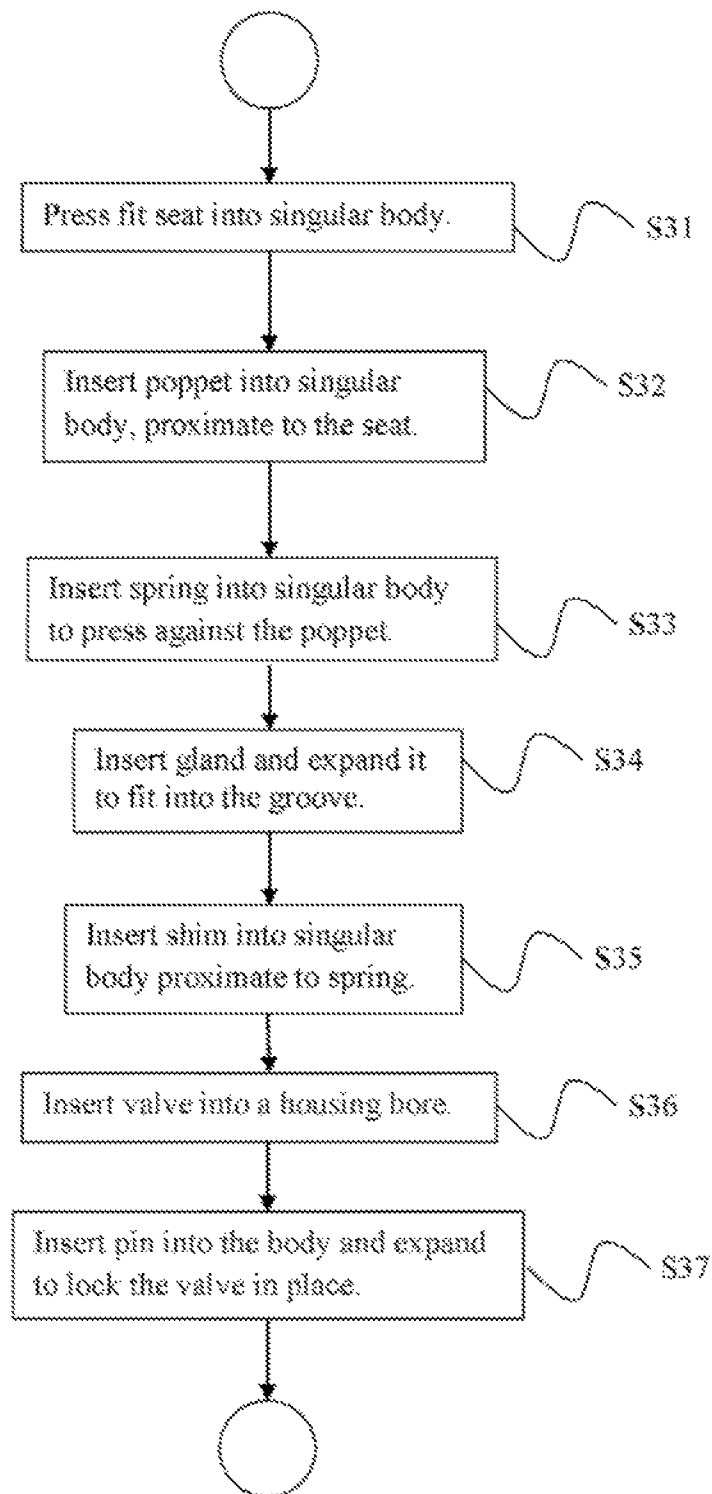 Press fit seat into singular body.
S31
Insert poppet into singular
body, proximate to the seat.
S32
Insert spring into singular body
to press against the poppet.
S33
Insert gland and expand it
to fit into the groove.
S34
Insert shim into singular
body proximate to spring.
S35
Insert valve into a housing bore.
S36
Insert pin into the body and expand
to lock the valve in place.
S37